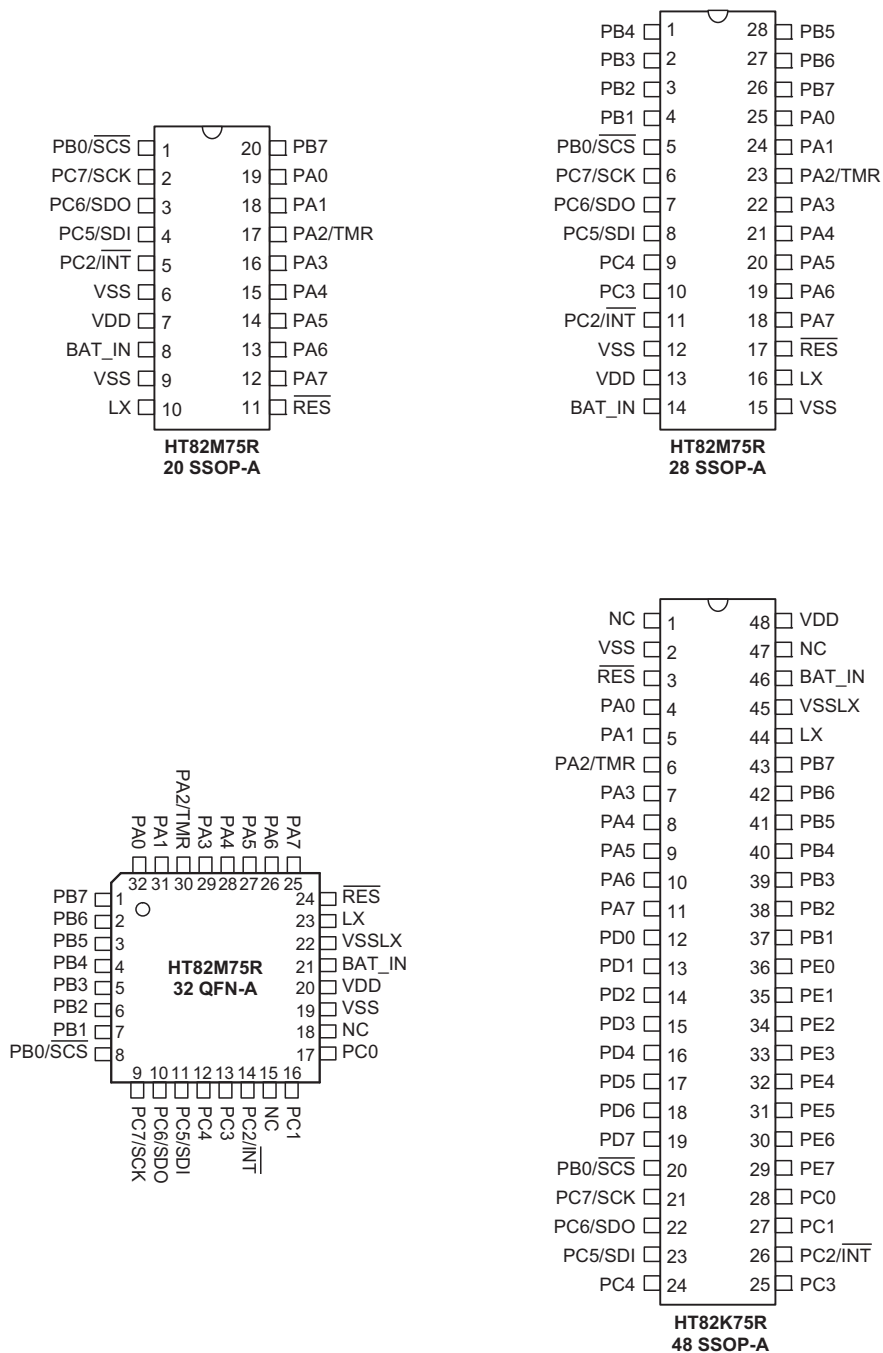 PB0/SCS 1 20 PB7
PC7/SCK 2 19 PA0
PC6/SDO 3 18 PA1
PC5/SDI 4 17 PA2/TMR
PC2/INT 5 16 PA3
VSS 6 15 PA4
VDD 7 14 PA5
BAT_IN 8 13 PA6
VSS 9 12 PA7
LX 10 11 RES
HT82M75R
20 SSOP-A
PB4 1 28 PB5
PB3 2 27 PB6
PB2 3 26 PB7
PB1 4 25 PA0
PB0/SCS 5 24 PA1
PC7/SCK 6 23 PA2/TMR
PC6/SDO 7 22 PA3
PC5/SDI 8 21 PA4
PC4 9 20 PA5
PC3 10 19 PA6
PC2/INT 11 18 PA7
VSS 12 17 RES
VDD 13 16 LX
BAT_IN 14 15 VSS
HT82M75R
28 SSOP-A
PA0 PA1 PA2/TMR PA3 PA4 PA5 PA6 PA7
32 31 30 29 28 27 26 25
PB7 1 24 RES
PB6 2 23 LX
PB5 3 22 VSSLX
PB4 4 21 BAT_IN
PB3 5 20 VDD
PB2 6 19 VSS
PB1 7 18 NC
PB0/SCS 8 17 PC0
HT82M75R
32 QFN-A
9 10 11 12 13 14 15 16
PC7/SCK PC6/SDO PC5/SDI PC4 PC3 PC2/INT NC PC1
NC 1 48 VDD
VSS 2 47 NC
RES 3 46 BAT_IN
PA0 4 45 VSSLX
PA1 5 44 LX
PA2/TMR 6 43 PB7
PA3 7 42 PB6
PA4 8 41 PB5
PA5 9 40 PB4
PA6 10 39 PB3
PA7 11 38 PB2
PD0 12 37 PB1
PD1 13 36 PE0
PD2 14 35 PE1
PD3 15 34 PE2
PD4 16 33 PE3
PD5 17 32 PE4
PD6 18 31 PE5
PD7 19 30 PE6
PB0/SCS 20 29 PE7
PC7/SCK 21 28 PC0
PC6/SDO 22 27 PC1
PC5/SDI 23 26 PC2/INT
PC4 24 25 PC3
HT82K75R
48 SSOP-A